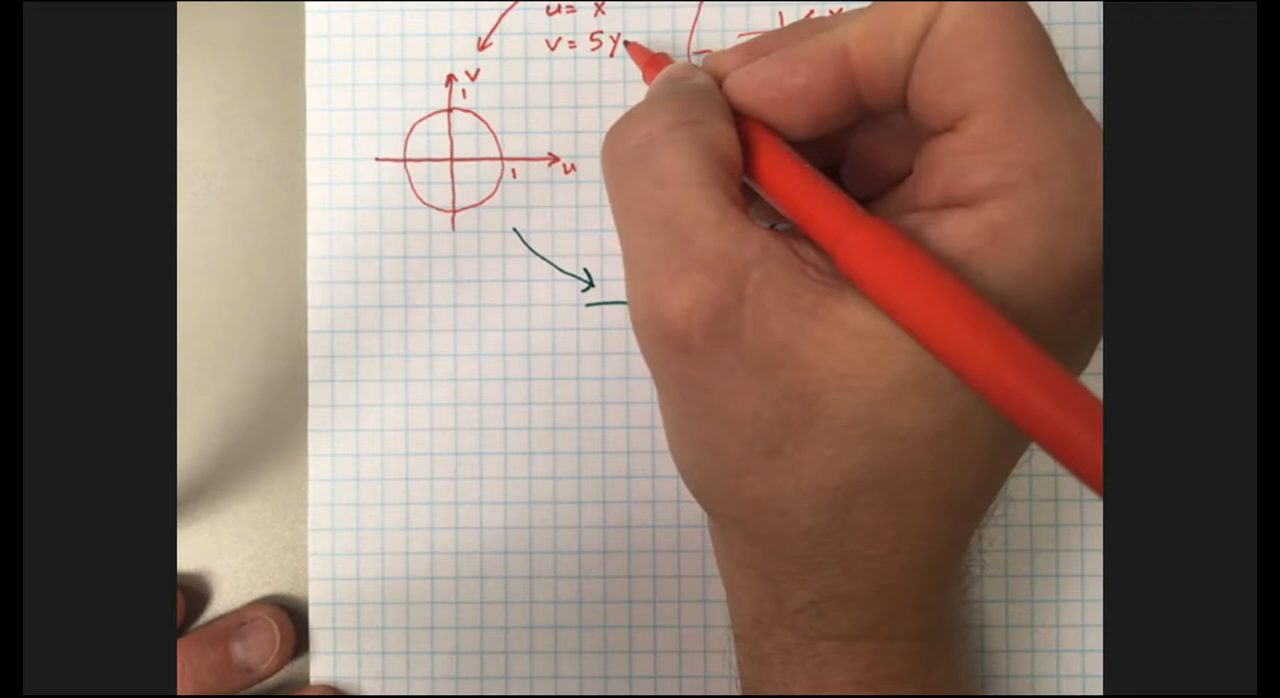 u = x
v = 5y
v
1
1
u